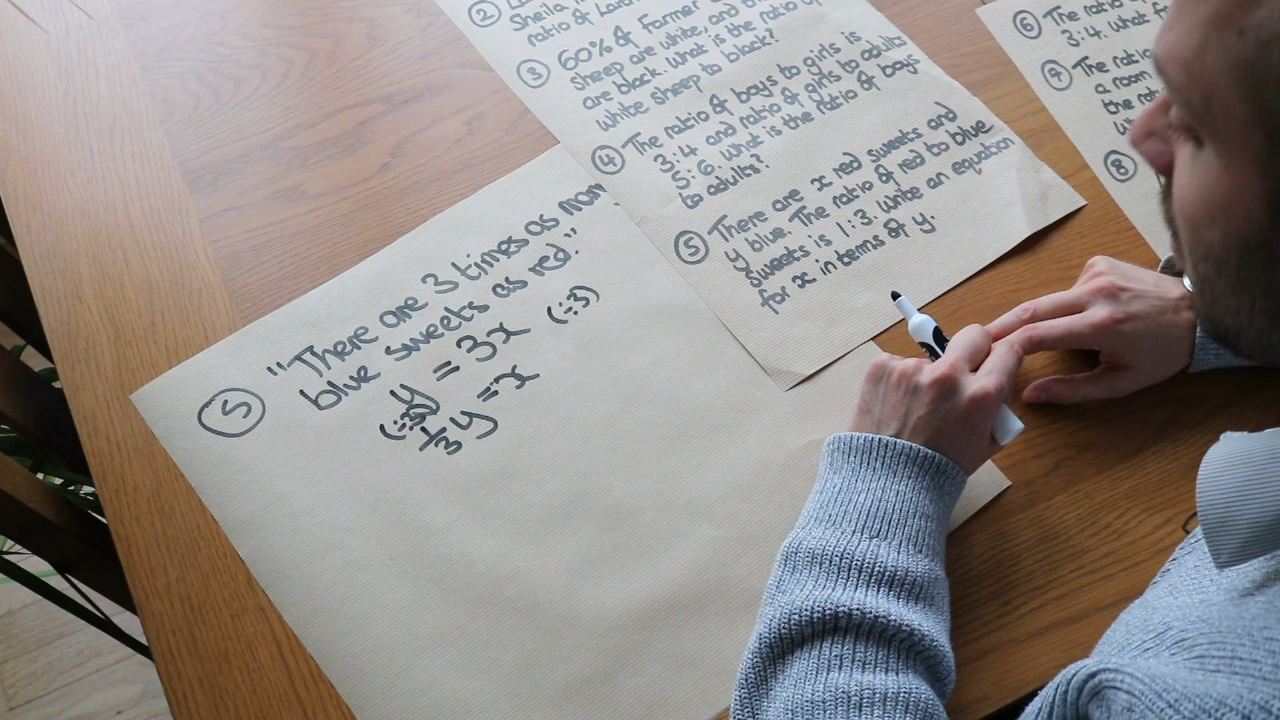 ②
Sheila
ratio of
③ 60% of Farmer
sheep are white, and
are black. What is the ratio of
white sheep to black?
④ The ratio of boys to girls is
3:4 and ratio of girls to adults
5:6. What is the ratio of boys
to adults?
⑤ There are x red sweets and
y blue. The ratio of red to blue
sweets is 1:3. Write an equation
for x in terms of y.
⑥ The ratio
3:4. What
The
a room
the
⑧
⑤ "There are 3 times as
blue sweets as red."
y = 3x (÷3)
(÷3)
1/3 y = x